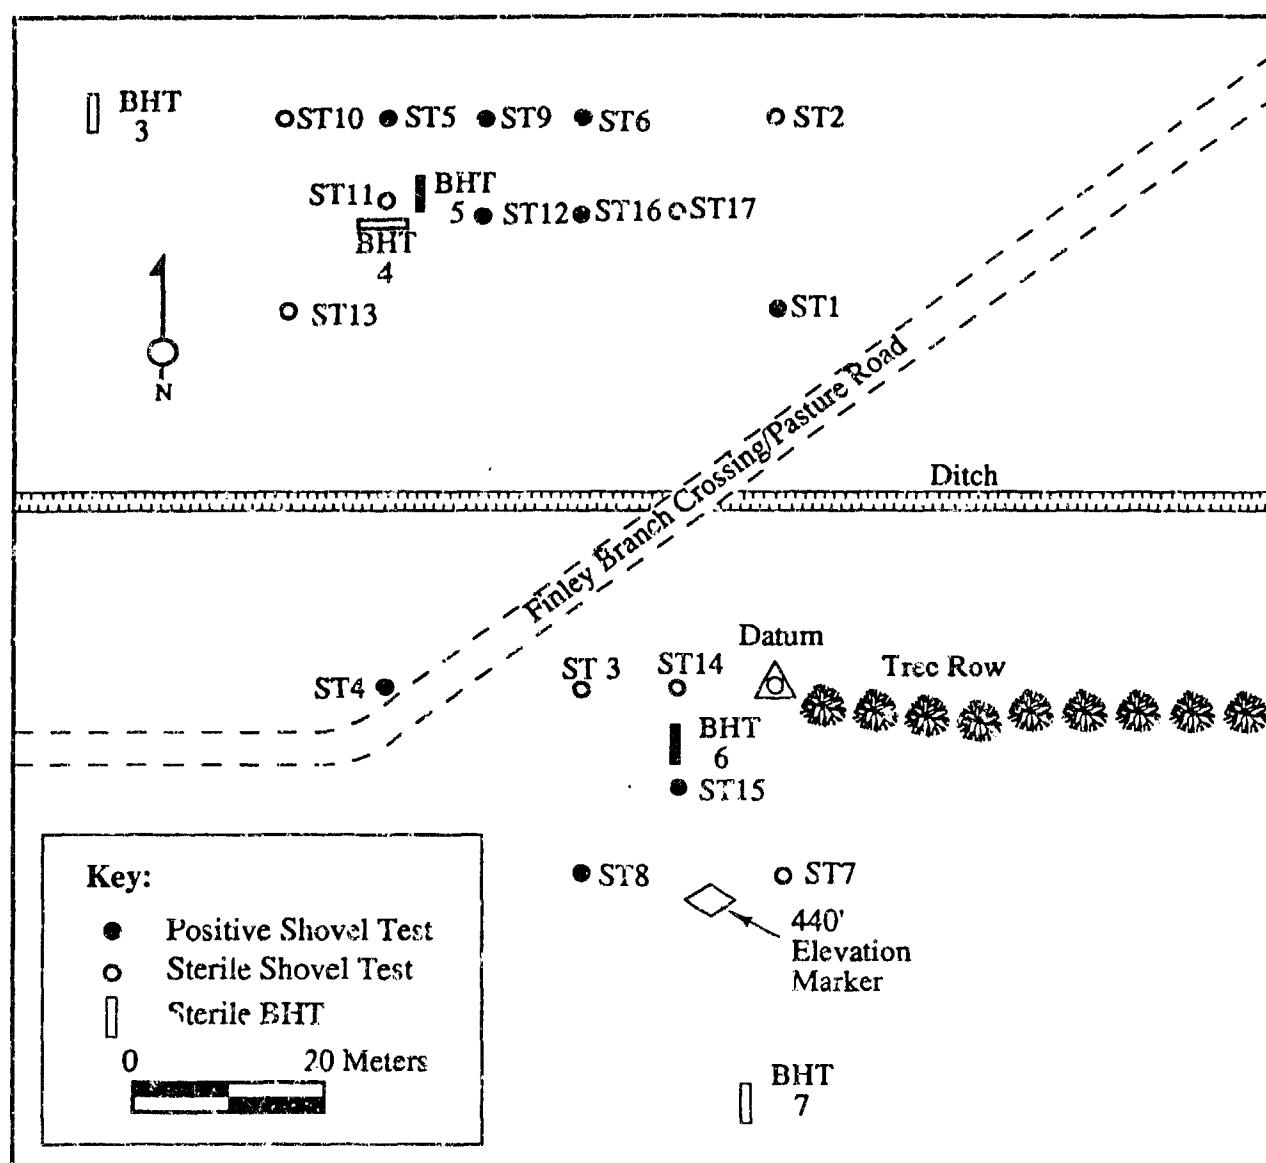 BHT
3
ST10
ST5
ST9
ST6
ST2
ST11
BHT
5
ST12
ST16
ST17
BHT
4
ST13
ST1
N
Finley Branch Crossing/Pasture Road
Ditch
Datum
ST4
ST 3
ST14
Tree Row
BHT
6
ST15
ST8
ST7
440'
Elevation
Marker
Key:
Positive Shovel Test
Sterile Shovel Test
Sterile BHT
0 20 Meters
BHT
7